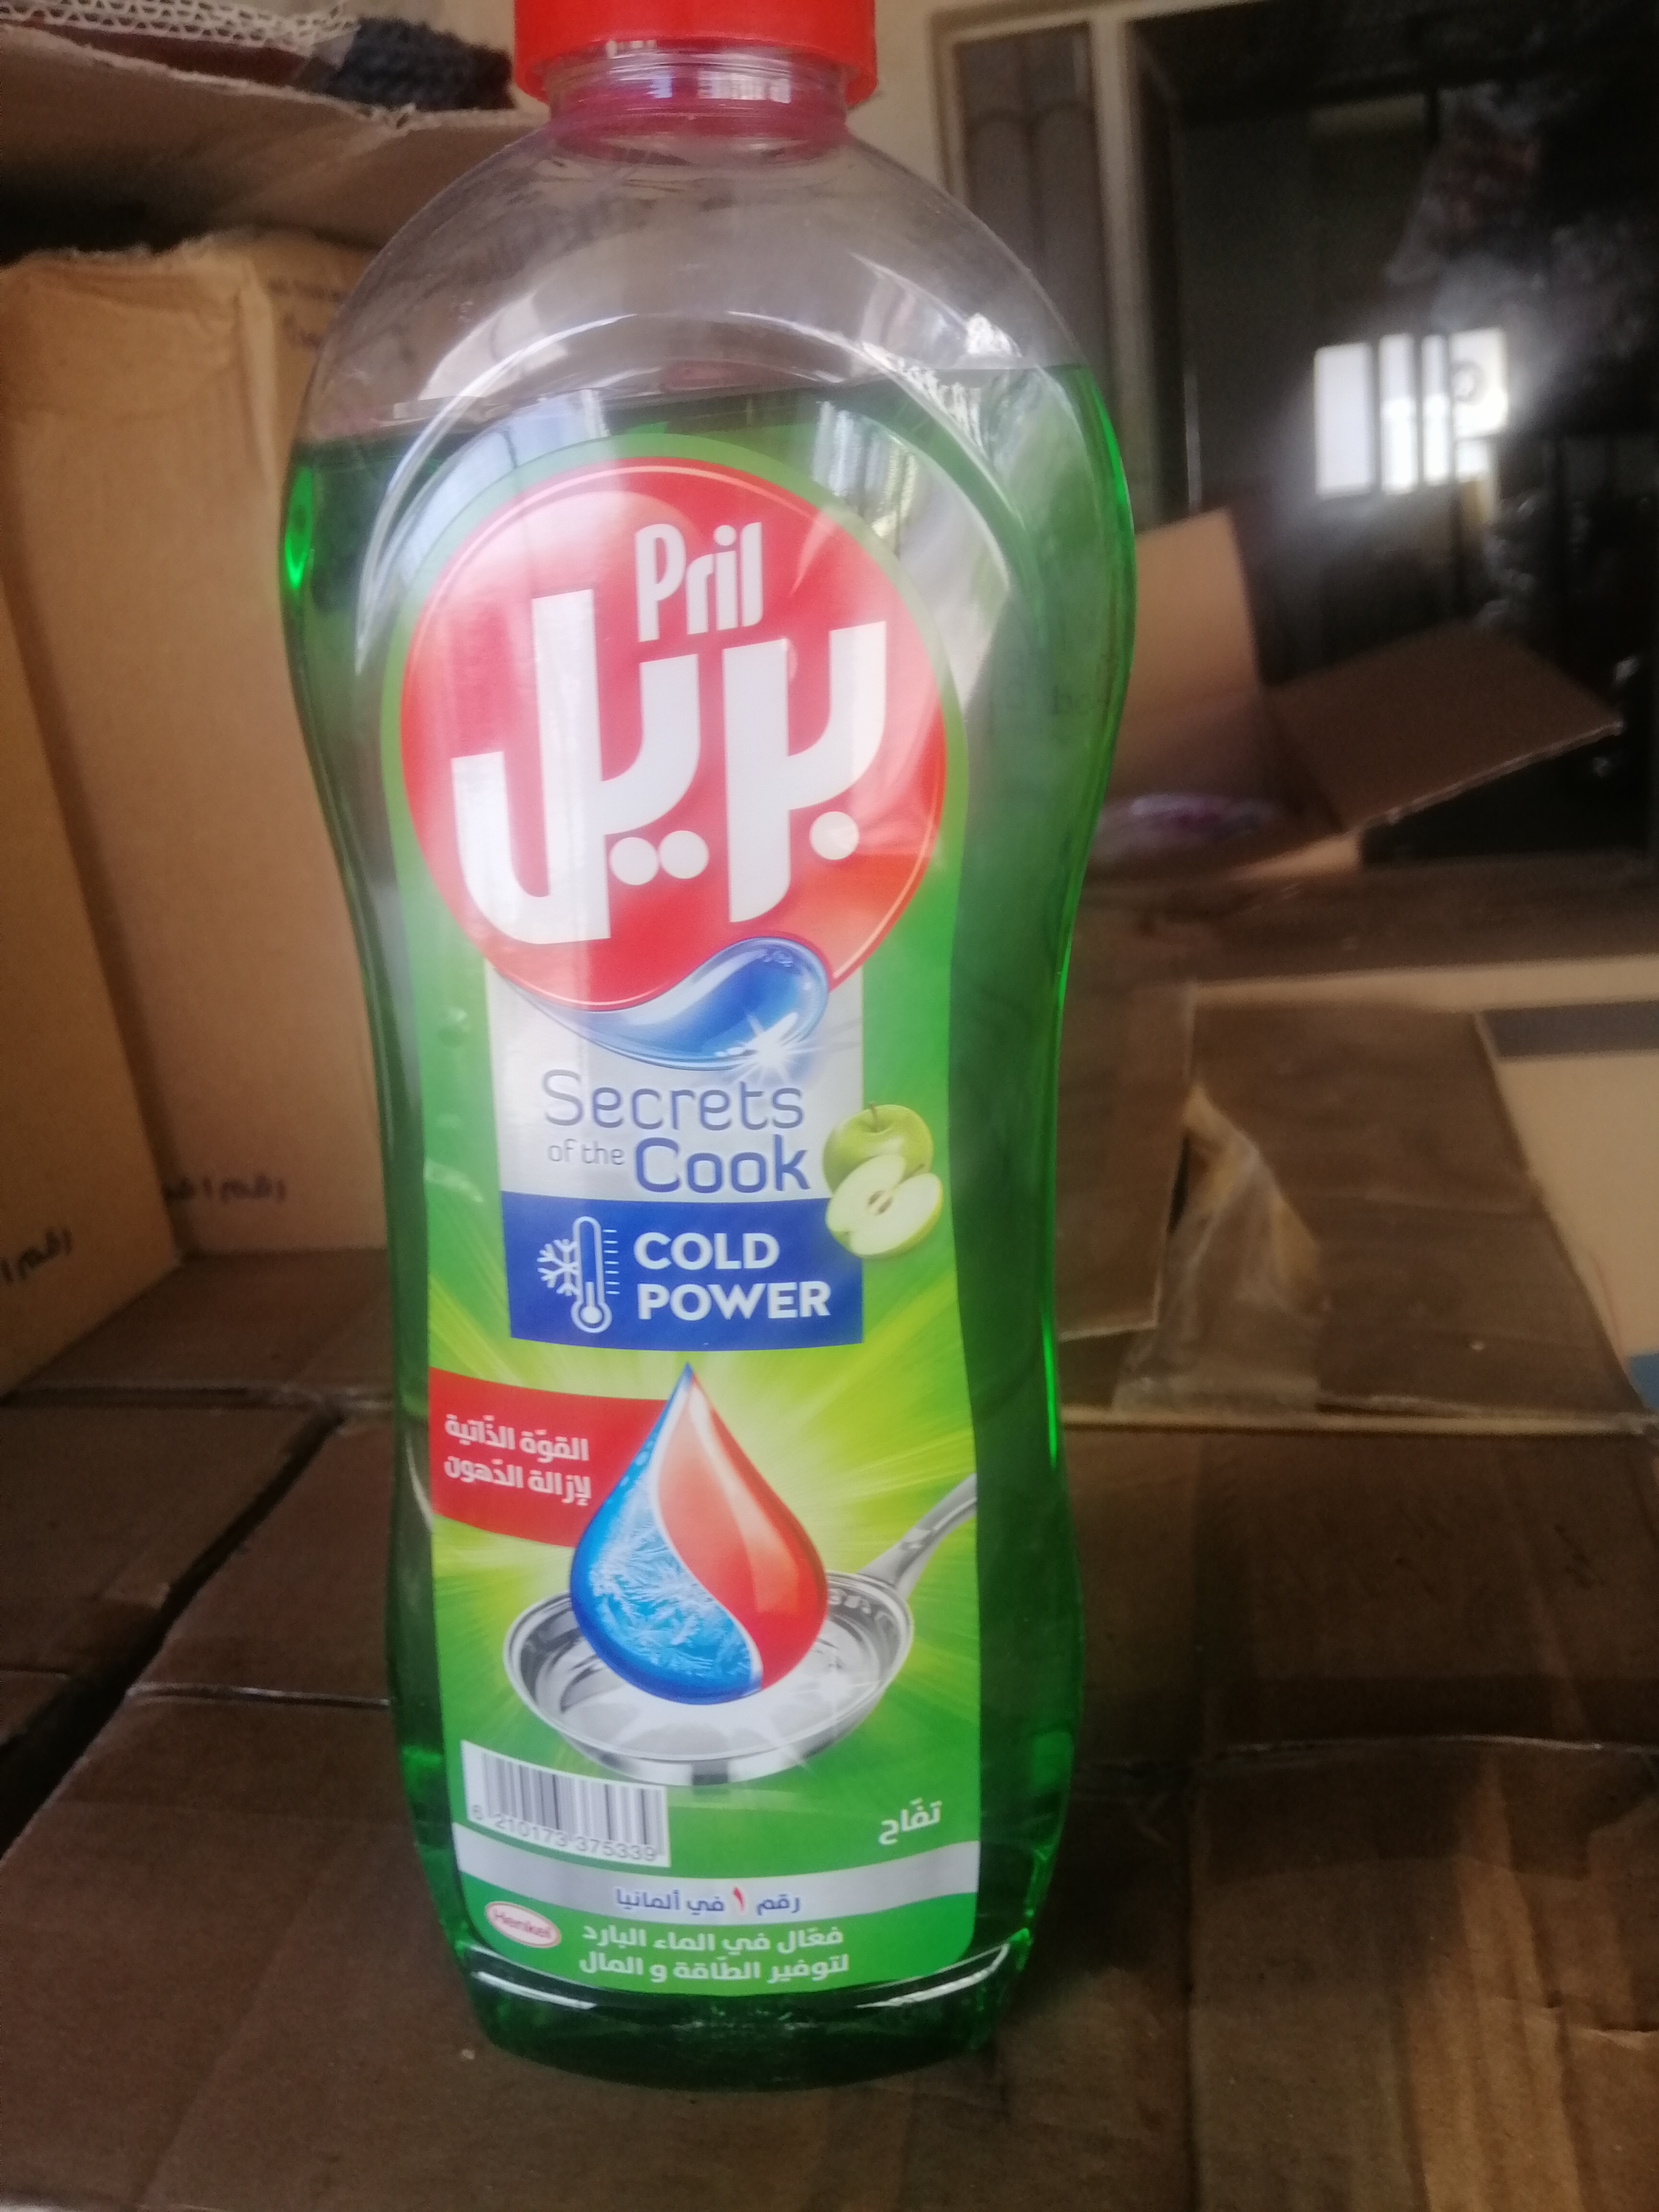 Pril
بريل
Secrets
of the Cook
COLD
POWER
القوّة الذّاتية
لإزالة الدّهون
6 210173 375339
تفّاح
رقم ١ في ألمانيا
Henkel
فعّال في الماء البارد
لتوفير الطّاقة و المال